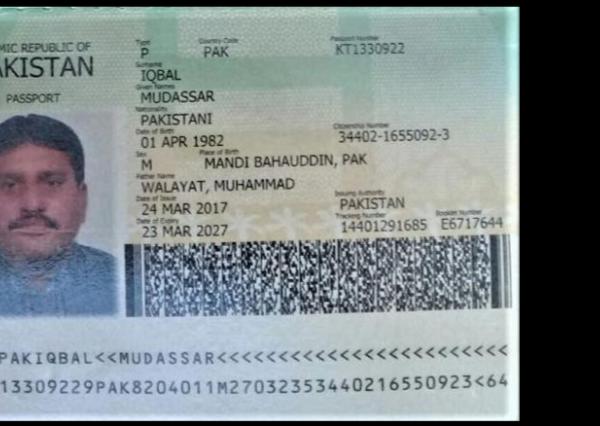 MIC REPUBLIC OF
AKISTAN
PASSPORT
Type
P
Country Code
PAK
Passport Number
KT1330922
Surname
IQBAL
Given Names
MUDASSAR
Nationality
PAKISTANI
Date of Birth
01 APR 1982
Citizenship Number
34402-1655092-3
Sex
M
Place of Birth
MANDI BAHAUDDIN, PAK
Father Name
WALAYAT, MUHAMMAD
Date of Issue
24 MAR 2017
Issuing Authority
PAKISTAN
Date of Expiry
23 MAR 2027
Tracking Number
14401291685
Booklet Number
E6717644
PAKIQBAL<<MUDASSAR<<<<<<<<<<<<<<<<<<<<<<<<
13309229PAK8204011M27032353440216550923<64